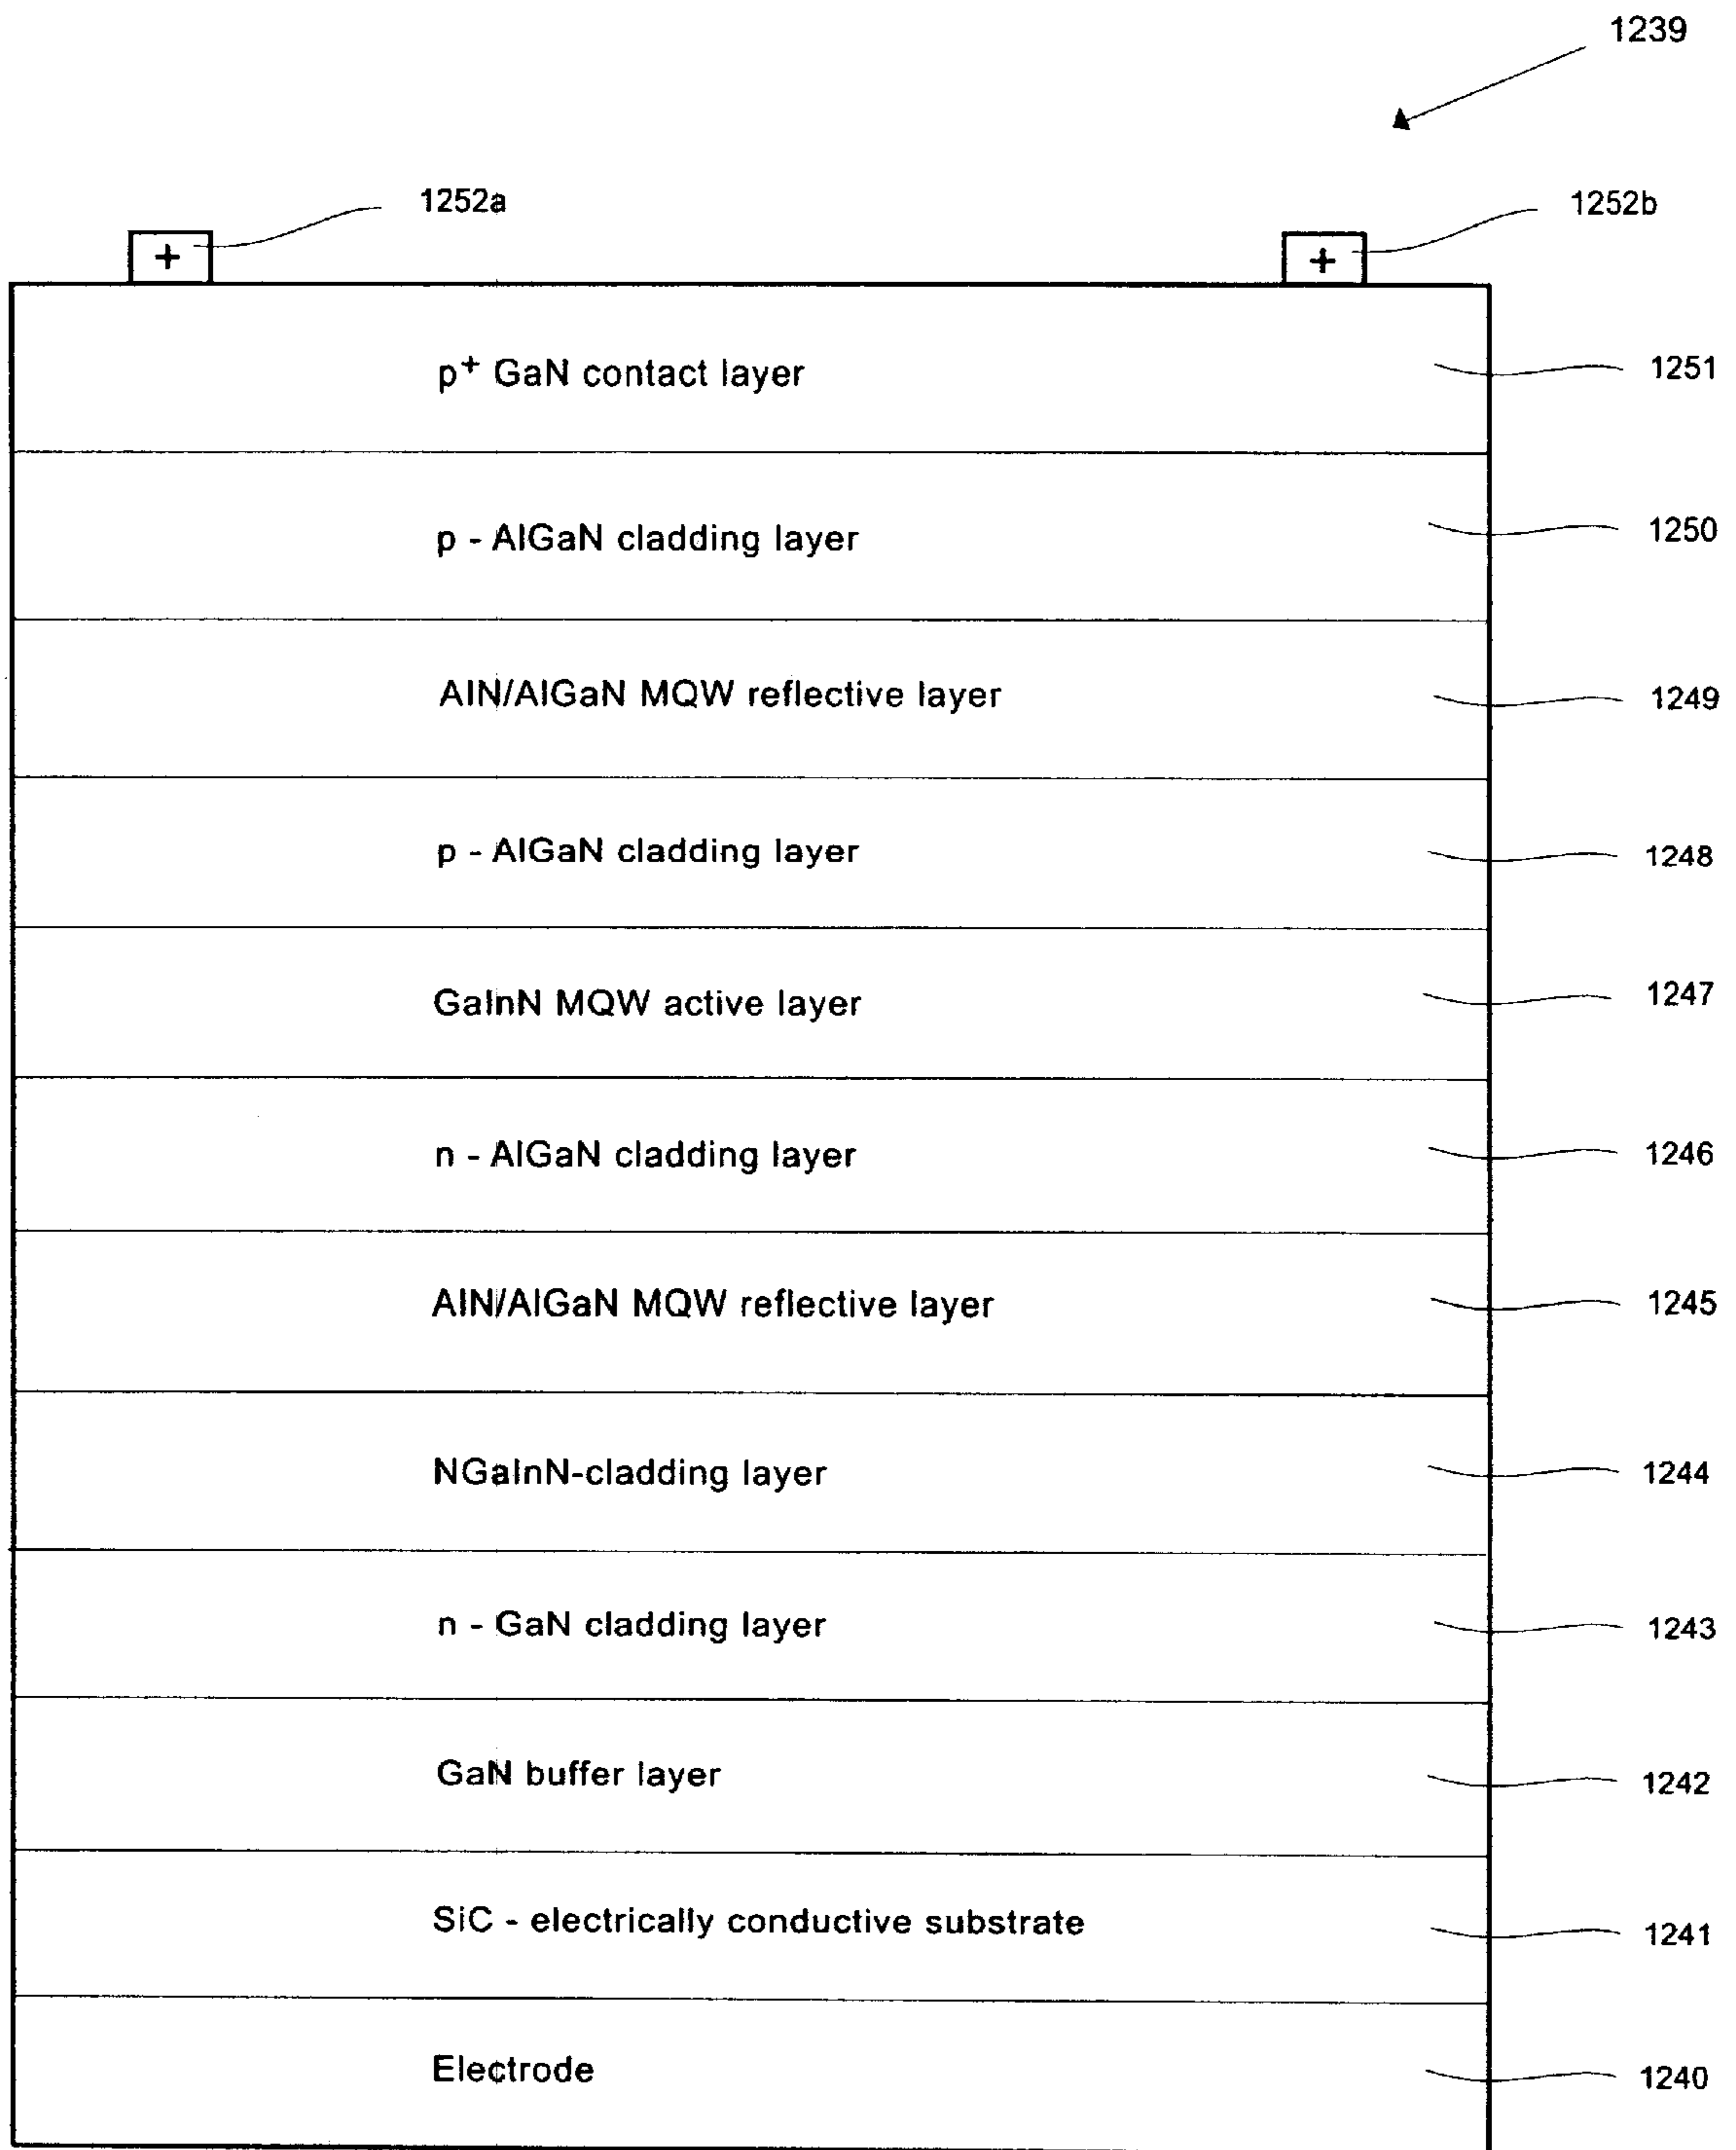 1239
1252a
1252b
+
+
p+ GaN contact layer
1251
p - AlGaN cladding layer
1250
AlN/AlGaN MQW reflective layer
1249
p - AlGaN cladding layer
1248
GaInN MQW active layer
1247
n - AlGaN cladding layer
1246
AlN/AlGaN MQW reflective layer
1245
NGaInN-cladding layer
1244
n - GaN cladding layer
1243
GaN buffer layer
1242
SiC - electrically conductive substrate
1241
Electrode
1240